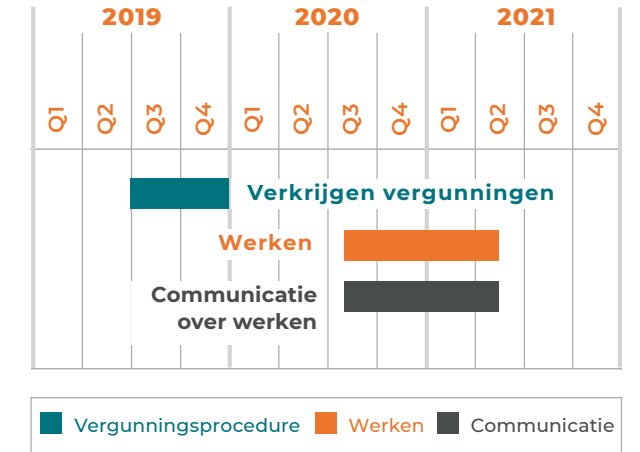 2019 2020 2021
Q1 Q2 Q3 Q4 Q1 Q2 Q3 Q4 Q1 Q2 Q3 Q4
Verkrijgen vergunningen
Werken
Communicatie
over werken
Vergunningsprocedure Werken Communicatie